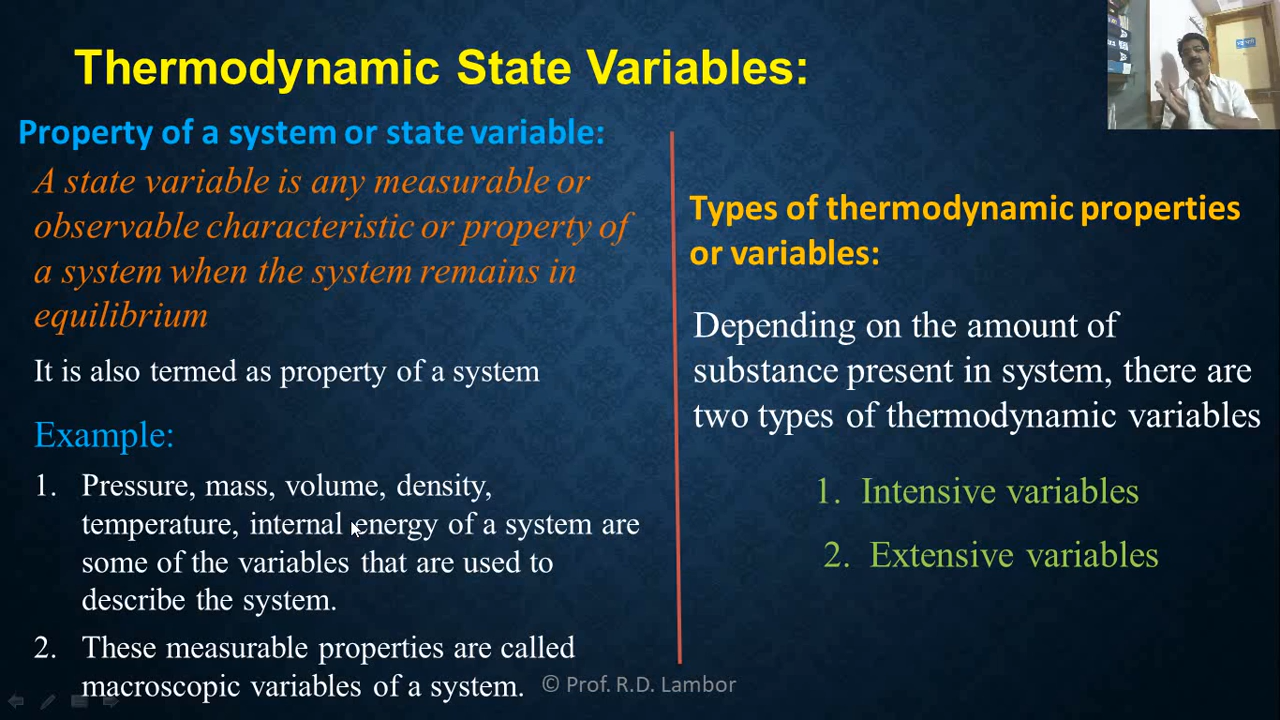 Thermodynamic State Variables:
Property of a system or state variable:
A state variable is any measurable or
observable characteristic or property of
a system when the system remains in
equilibrium
It is also termed as property of a system
Example:
1. Pressure, mass, volume, density,
temperature, internal energy of a system are
some of the variables that are used to
describe the system.
2. These measurable properties are called
macroscopic variables of a system.
Types of thermodynamic properties
or variables:
Depending on the amount of
substance present in system, there are
two types of thermodynamic variables
1. Intensive variables
2. Extensive variables
© Prof. R.D. Lambor